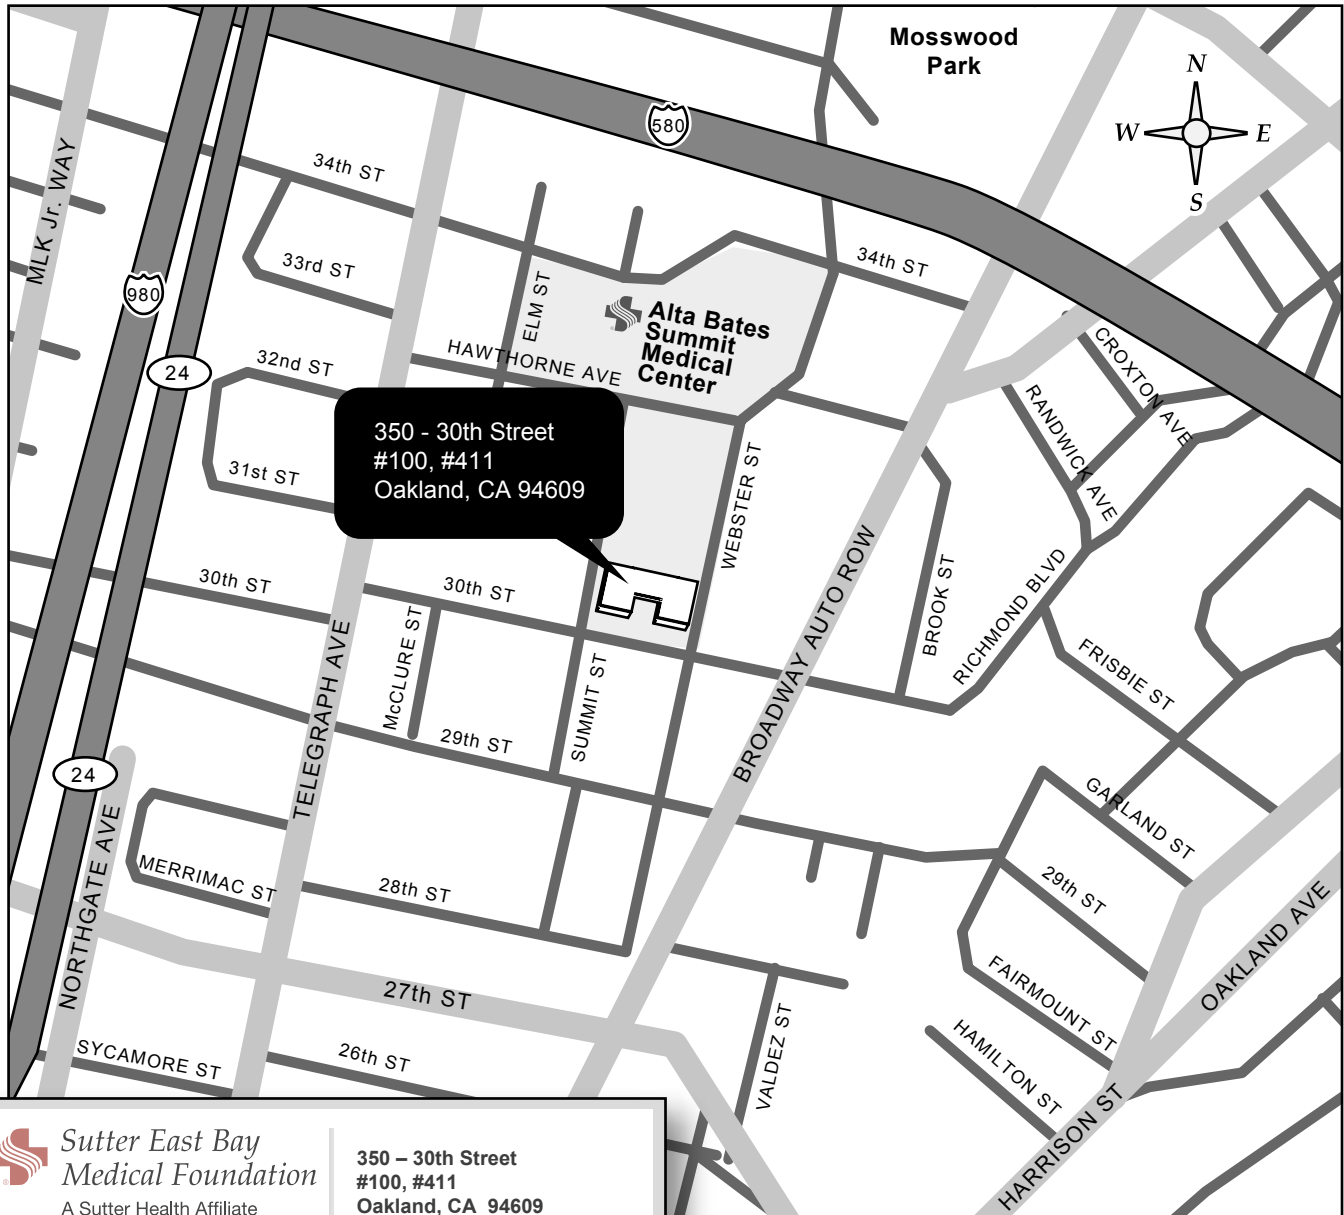 Mosswood
Park
N
W
E
S
580
34th ST
MLK Jr. WAY
33rd ST
34th ST
980
ELM ST
Alta Bates
Summit
Medical
Center
HAWTHORNE AVE
32nd ST
24
CROXTON AVE
RANDWICK AVE
350 - 30th Street
#100, #411
Oakland, CA 94609
31st ST
WEBSTER ST
30th ST
30th ST
BROADWAY AUTO ROW
BROOK ST
RICHMOND BLVD
McCLURE ST
TELEGRAPH AVE
SUMMIT ST
FRISBIE ST
29th ST
24
GARLAND ST
NORTHGATE AVE
MERRIMAC ST
28th ST
29th ST
OAKLAND AVE
27th ST
FAIRMOUNT ST
VALDEZ ST
HAMILTON ST
SYCAMORE ST
26th ST
HARRISON ST
Sutter East Bay
Medical Foundation
A Sutter Health Affiliate
350 – 30th Street
#100, #411
Oakland, CA 94609